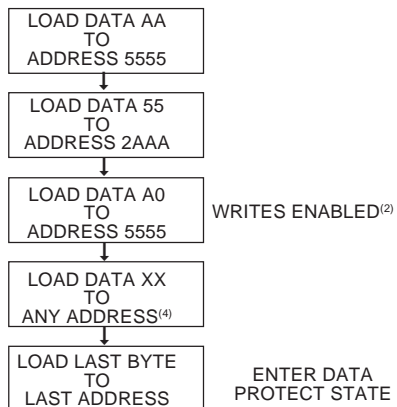 LOAD DATA AA
TO
ADDRESS 5555
LOAD DATA 55
TO
ADDRESS 2AAA
LOAD DATA A0
TO
ADDRESS 5555
WRITES ENABLED(2)
LOAD DATA XX
TO
ANY ADDRESS(4)
LOAD LAST BYTE
TO
LAST ADDRESS
ENTER DATA
PROTECT STATE